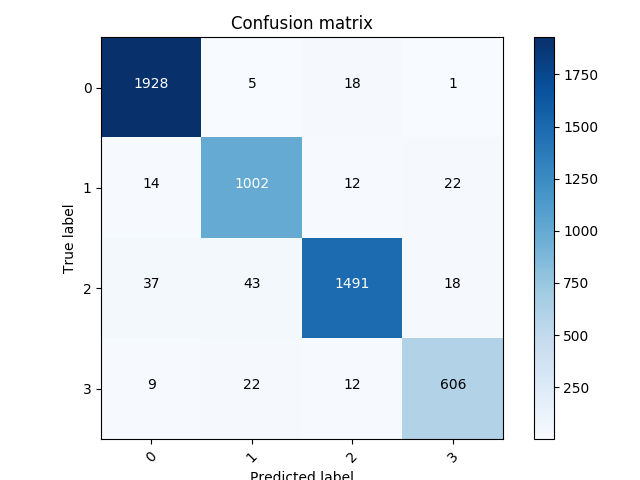 Confusion matrix
0 1928 5 18 1
1 14 1002 12 22
2 37 43 1491 18
3 9 22 12 606
True label
0 1 2 3
Predicted label
1750
1500
1250
1000
750
500
250